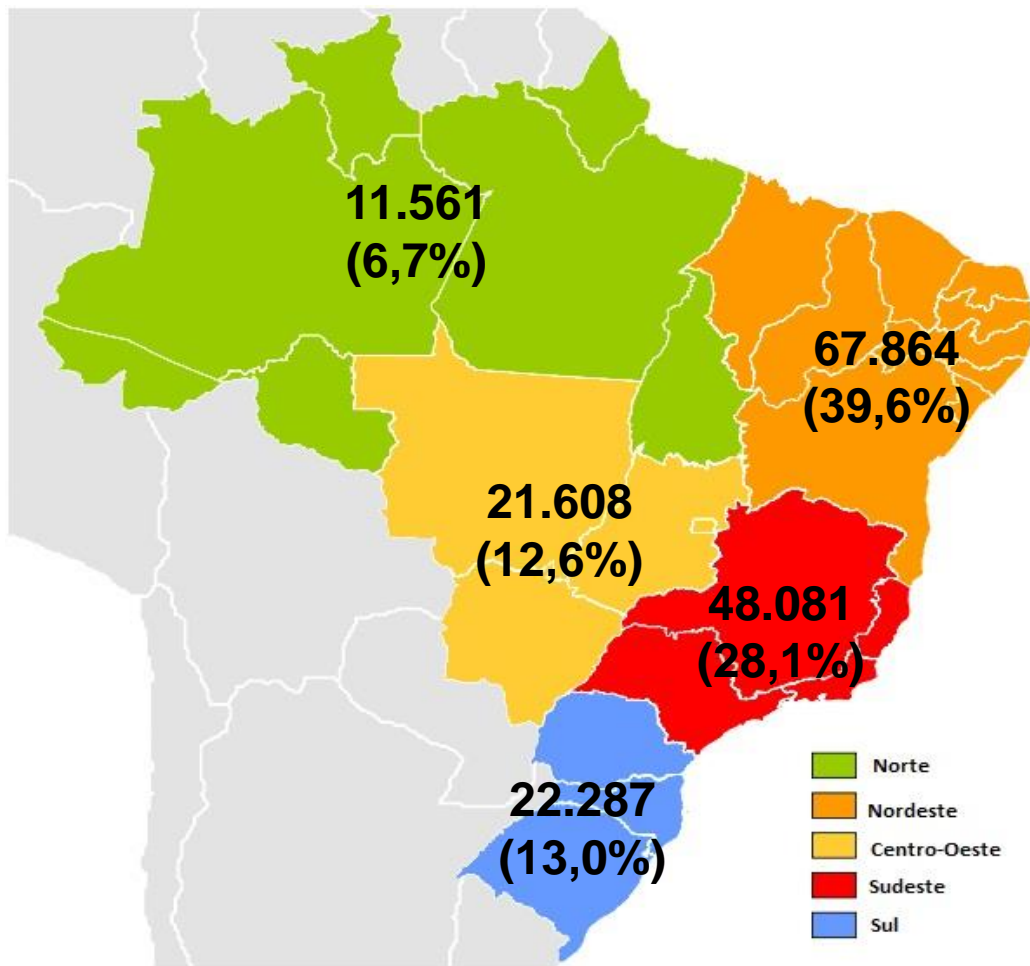 11.561
(6,7%)
67.864
(39,6%)
21.608
(12,6%)
48.081
(28,1%)
22.287
(13,0%)
Norte
Nordeste
Centro-Oeste
Sudeste
Sul